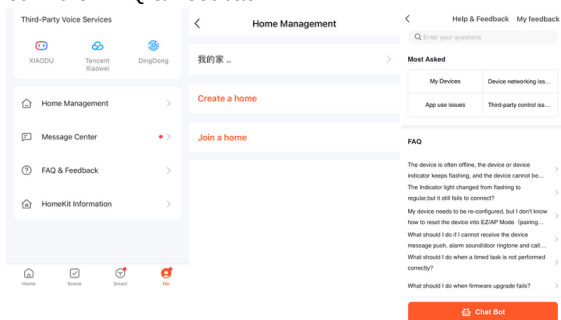 Third-Party Voice Services
XIAODU
Tencent
Xiaowei
DingDong
Home Management
Message Center
FAQ & Feedback
HomeKit Information
Home
Scene
Smart
Me
Home Management
我的家 ..
Create a home
Join a home
Help & Feedback
My feedback
Enter your questions
Most Asked
My Devices
Device networking iss...
App use issues
Third-party control iss...
FAQ
The device is often offline, the device or device
indicator keeps flashing, and the device cannot be...
The Indicator light changed from flashing to
regular,but it still fails to connect?
My device needs to be re-configured, but I don't know
how to reset the device into EZ/AP Mode (pairing...
What should I do if I cannot receive the device
message push, alarm sound/door ringtone and call...
What should I do when a timed task is not performed
correctly?
What should I do when firmware upgrade fails?
Chat Bot